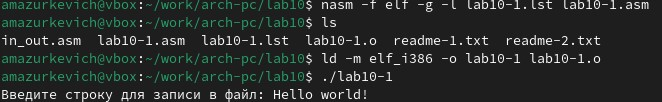 amazurkevich@vbox:~/work/arch-pc/lab10$ nasm -f elf -g -l lab10-1.lst lab10-1.asm
amazurkevich@vbox:~/work/arch-pc/lab10$ ls
in_out.asm  lab10-1.asm  lab10-1.lst  lab10-1.o  readme-1.txt  readme-2.txt
amazurkevich@vbox:~/work/arch-pc/lab10$ ld -m elf_i386 -o lab10-1 lab10-1.o
amazurkevich@vbox:~/work/arch-pc/lab10$ ./lab10-1
Введите строку для записи в файл: Hello world!